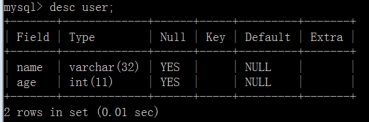 mysql> desc user;
+-------+-------------+------+-----+---------+-------+
| Field | Type        | Null | Key | Default | Extra |
+-------+-------------+------+-----+---------+-------+
| name  | varchar(32) | YES  |     | NULL    |       |
| age   | int(11)     | YES  |     | NULL    |       |
+-------+-------------+------+-----+---------+-------+
2 rows in set (0.01 sec)